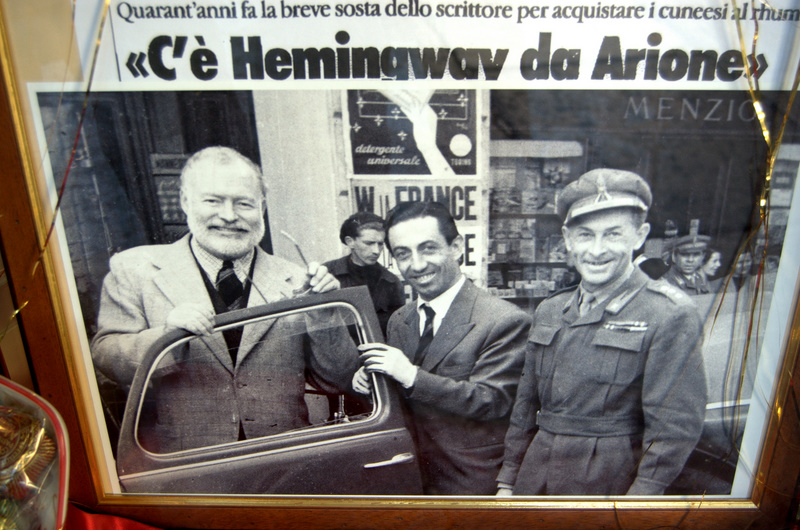 Quarant'anni fa la breve sosta dello scrittore per acquistare i cuneesi al rhum
«C'è Hemingway da Arione»
MENZIO
detergente
universale
TORINO
W LA FRANCE